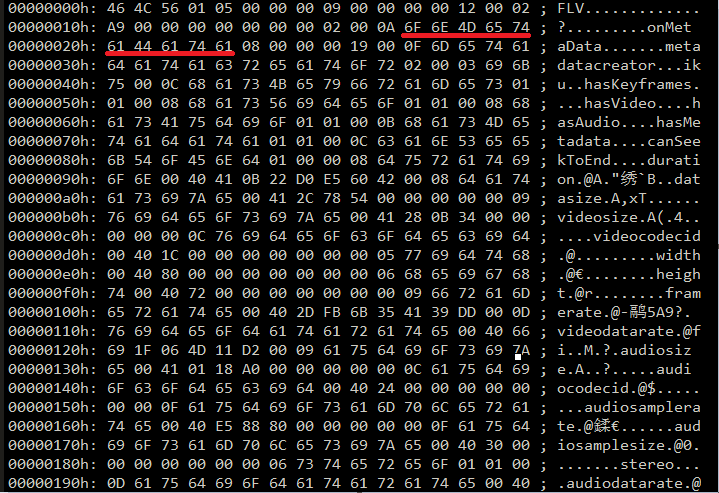 00000000h: 46 4C 56 01 05 00 00 00 09 00 00 00 00 12 00 02 ; FLV.............
00000010h: A9 00 00 00 00 00 00 00 02 00 0A 6F 6E 4D 65 74 ; ?.........onMet
00000020h: 61 44 61 74 61 08 00 00 00 19 00 0F 6D 65 74 61 ; aData.......meta
00000030h: 64 61 74 61 63 72 65 61 74 6F 72 02 00 03 69 6B ; datacreator...ik
00000040h: 75 00 0C 68 61 73 4B 65 79 66 72 61 6D 65 73 01 ; u..hasKeyframes.
00000050h: 01 00 08 68 61 73 56 69 64 65 6F 01 01 00 08 68 ; ...hasVideo....h
00000060h: 61 73 41 75 64 69 6F 01 01 00 0B 68 61 73 4D 65 ; asAudio....hasMe
00000070h: 74 61 64 61 74 61 01 01 00 0C 63 61 6E 53 65 65 ; tadata....canSee
00000080h: 6B 54 6F 45 6E 64 01 00 00 08 64 75 72 61 74 69 ; kToEnd....durati
00000090h: 6F 6E 00 40 41 0B 22 D0 E5 60 42 00 08 64 61 74 ; on.@A."绣`B..dat
000000a0h: 61 73 69 7A 65 00 41 2C 78 54 00 00 00 00 00 09 ; asize.A,xT......
000000b0h: 76 69 64 65 6F 73 69 7A 65 00 41 28 0B 34 00 00 ; videosize.A(.4..
000000c0h: 00 00 00 0C 76 69 64 65 6F 63 6F 64 65 63 69 64 ; ....videocodecid
000000d0h: 00 40 1C 00 00 00 00 00 00 00 05 77 69 64 74 68 ; .@.........width
000000e0h: 00 40 80 00 00 00 00 00 00 00 06 68 65 69 67 68 ; .@€........heigh
000000f0h: 74 00 40 72 00 00 00 00 00 00 00 09 66 72 61 6D ; t.@r........fram
00000100h: 65 72 61 74 65 00 40 2D FB 6B 35 41 39 DD 00 0D ; erate.@-鹝5A9?.
00000110h: 76 69 64 65 6F 64 61 74 61 72 61 74 65 00 40 66 ; videodatarate.@f
00000120h: 69 1F 06 4D 11 D2 00 09 61 75 64 69 6F 73 69 7A ; i..M.?.audiosiz
00000130h: 65 00 41 01 18 A0 00 00 00 00 00 0C 61 75 64 69 ; e.A..?......audi
00000140h: 6F 63 6F 64 65 63 69 64 00 40 24 00 00 00 00 00 ; ocodecid.@$.....
00000150h: 00 00 0F 61 75 64 69 6F 73 61 6D 70 6C 65 72 61 ; ...audiosamplera
00000160h: 74 65 00 40 E5 88 80 00 00 00 00 00 0F 61 75 64 ; te.@鍒€......aud
00000170h: 69 6F 73 61 6D 70 6C 65 73 69 7A 65 00 40 30 00 ; iosamplesize.@0.
00000180h: 00 00 00 00 00 00 06 73 74 65 72 65 6F 01 01 00 ; .......stereo...
00000190h: 0D 61 75 64 69 6F 64 61 74 61 72 61 74 65 00 40 ; .audiodatarate.@